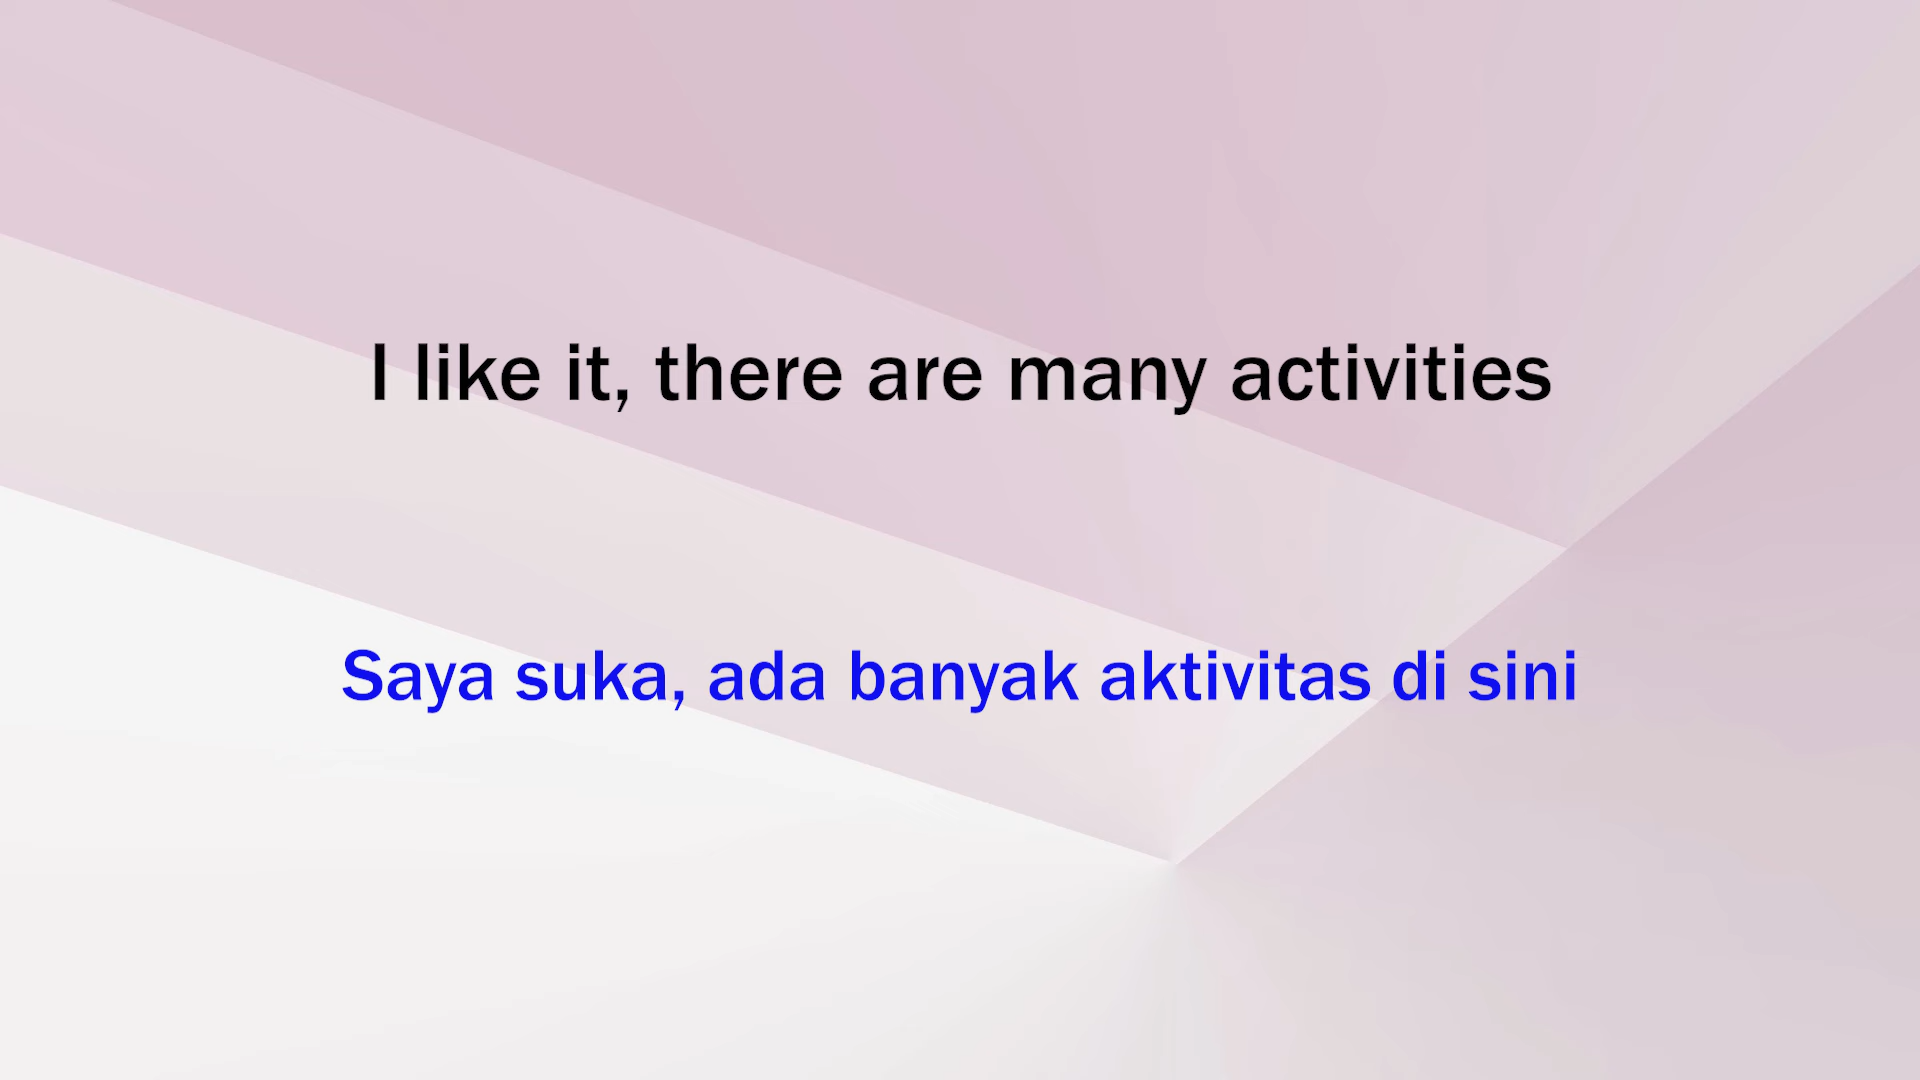 I like it, there are many activities
Saya suka, ada banyak aktivitas di sini